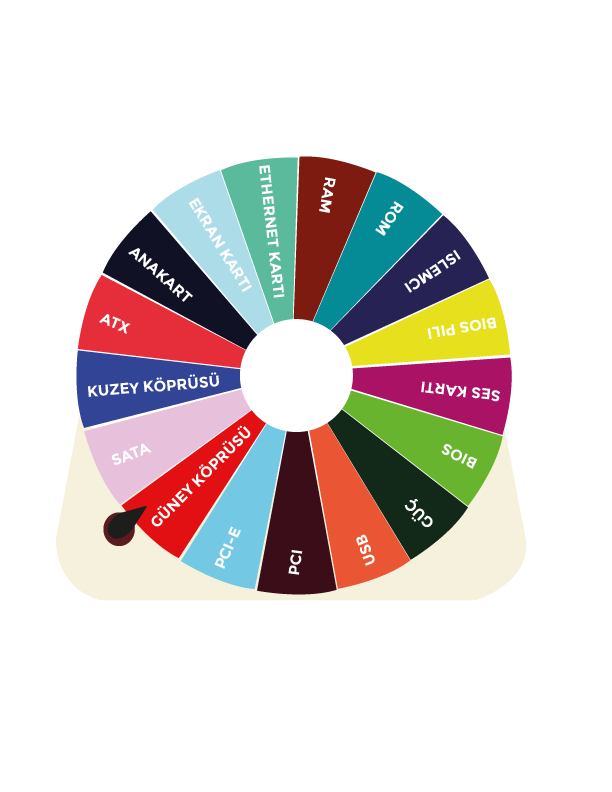 RAM
ROM
ISLEMCI
BIOS PILI
SES KARTI
BIOS
GÜÇ
USB
PCI
PCI-E
GÜNEY KÖPRÜSÜ
SATA
KUZEY KÖPRÜSÜ
ATX
ANAKART
EKRAN KARTI
ETHERNET KARTI